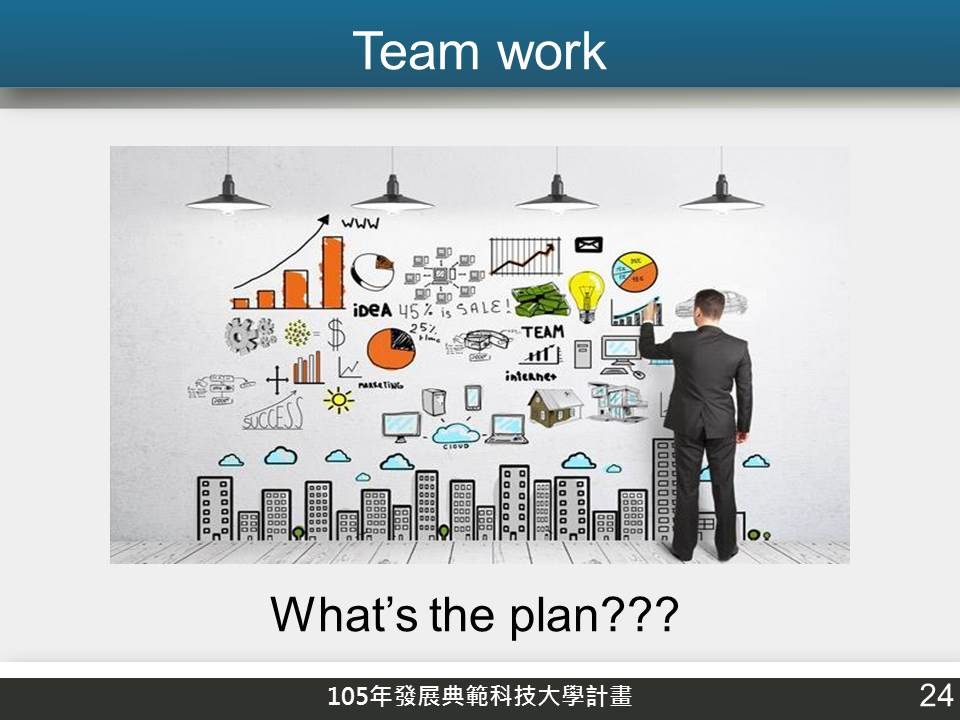 Team work
WWW
iDEA 45% is SALE!
25%
TEAM
MARKETING
internet
SUCCESS
CLOUD
What's the plan???
105年發展典範科技大學計畫
24